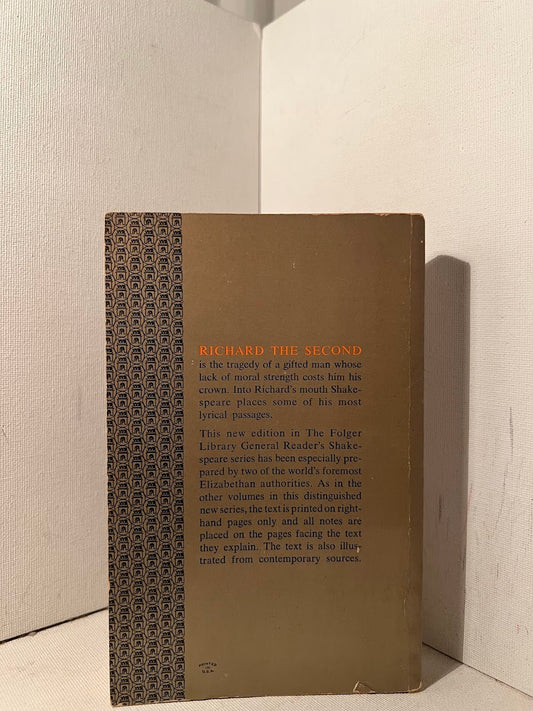 RICHARD THE SECOND
is the tragedy of a gifted man whose
lack of moral strength costs him his
crown. Into Richard's mouth Shake-
speare places some of his most
lyrical passages.
This new edition in The Folger
Library General Reader's Shake-
speare series has been especially pre-
pared by two of the world's foremost
Elizabethan authorities. As in the
other volumes in this distinguished
new series, the text is printed on right-
hand pages only and all notes are
placed on the pages facing the text
they explain. The text is also illus-
trated from contemporary sources.
PRINTED
IN
U.S.A.